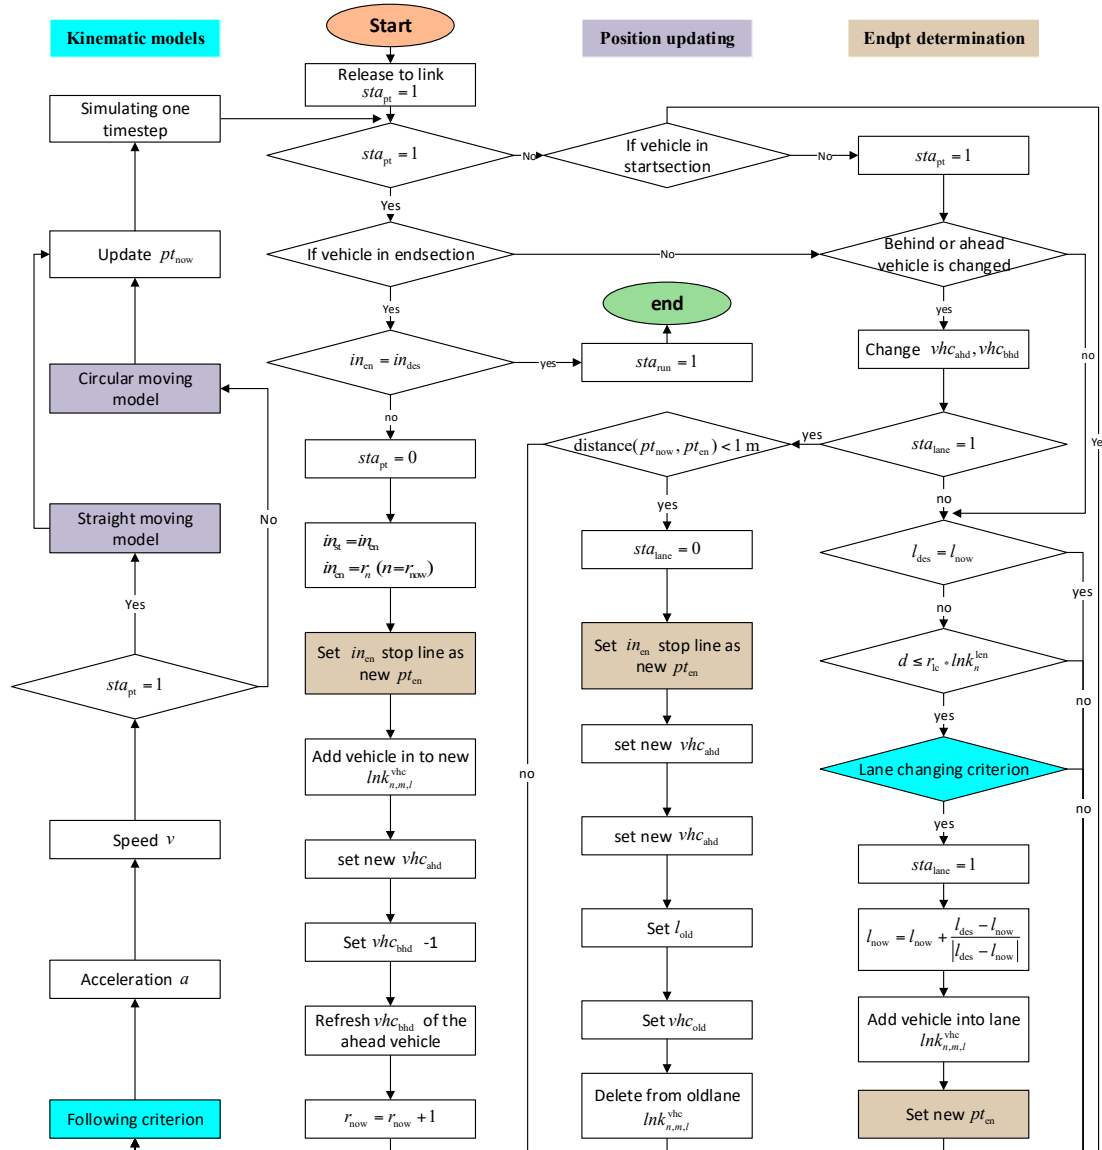 Kinematic models
Start
Position updating
Endpt determination
Release to link
sta_pt = 1
Simulating one
timestep
sta_pt = 1
No
If vehicle in
startsection
No
sta_pt = 1
Yes
Update pt_now
If vehicle in endsection
No
Behind or ahead
vehicle is changed
Yes
end
yes
no
in_en = in_des
yes
sta_run = 1
Change vhc_ahd, vhc_bhd
Circular moving
model
no
sta_pt = 0
distance(pt_now, pt_en) < 1 m
yes
sta_lane = 1
Ye
yes
no
Straight moving
model
No
in_st = in_en
in_en = r_n (n=r_now)
sta_lane = 0
l_des = l_now
yes
Yes
no
Set in_en stop line as
new pt_en
Set in_en stop line as
new pt_en
d ≤ r_lc * lnk_n^len
no
sta_pt = 1
yes
Add vehicle in to new
lnk_n,m,l^vhc
no
set new vhc_ahd
Lane changing criterion
no
yes
Speed v
set new vhc_ahd
set new vhc_ahd
sta_lane = 1
Set vhc_bhd -1
Set l_old
l_now = l_now + (l_des − l_now) / |l_des − l_now|
Acceleration a
Refresh vhc_bhd of the
ahead vehicle
Set vhc_old
Add vehicle into lane
lnk_n,m,l^vhc
Following criterion
r_now = r_now + 1
Delete from oldlane
lnk_n,m,l^vhc
Set new pt_en